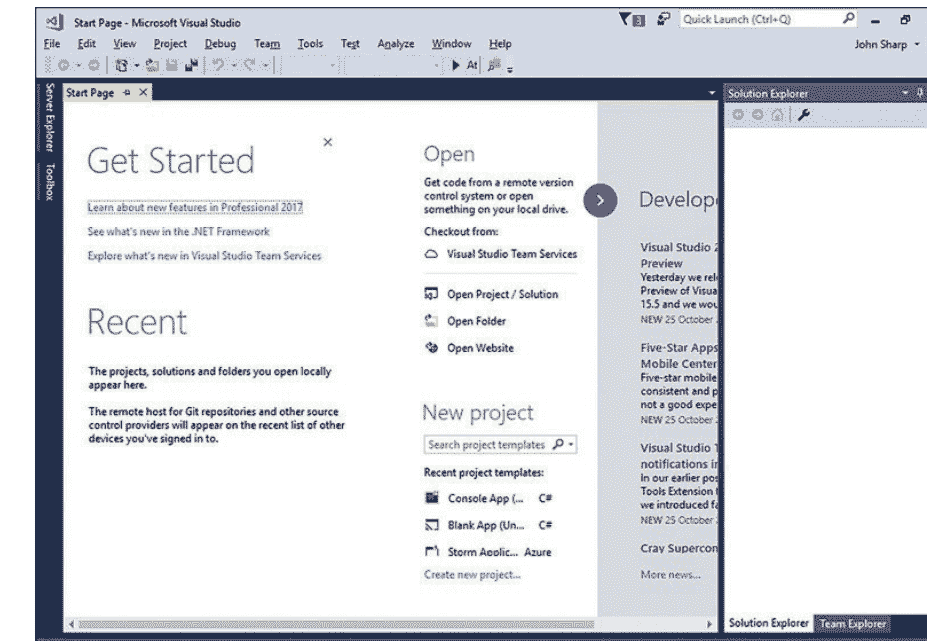 Start Page - Microsoft Visual Studio
3
Quick Launch (Ctrl+Q)
File Edit View Project Debug Team Tools Test Analyze Window Help
John Sharp
At
Server Explorer
Toolbox
Start Page
Get Started
Learn about new features in Professional 2017
See what's new in the .NET Framework
Explore what's new in Visual Studio Team Services
Recent
The projects, solutions and folders you open locally
appear here.
The remote host for Git repositories and other source
control providers will appear on the recent list of other
devices you've signed in to.
Open
Get code from a remote version
control system or open
something on your local drive.
Checkout from:
Visual Studio Team Services
Open Project / Solution
Open Folder
Open Website
New project
Search project templates
Recent project templates:
Console App (... C#
Blank App (Un... C#
Storm Applic... Azure
Create new project...
Develop
Visual Studio 2
Preview
Yesterday we rel
Preview of Visua
15.5 and we wou
NEW 25 October
Five-Star Apps
Mobile Center
Five-star mobile
consistent and p
not a good expe
NEW 25 October
Visual Studio T
notifications in
In our earlier pos
Tools Extension
we introduced fa
NEW 25 October
Cray Supercon
More news...
Solution Explorer
Solution Explorer
Team Explorer